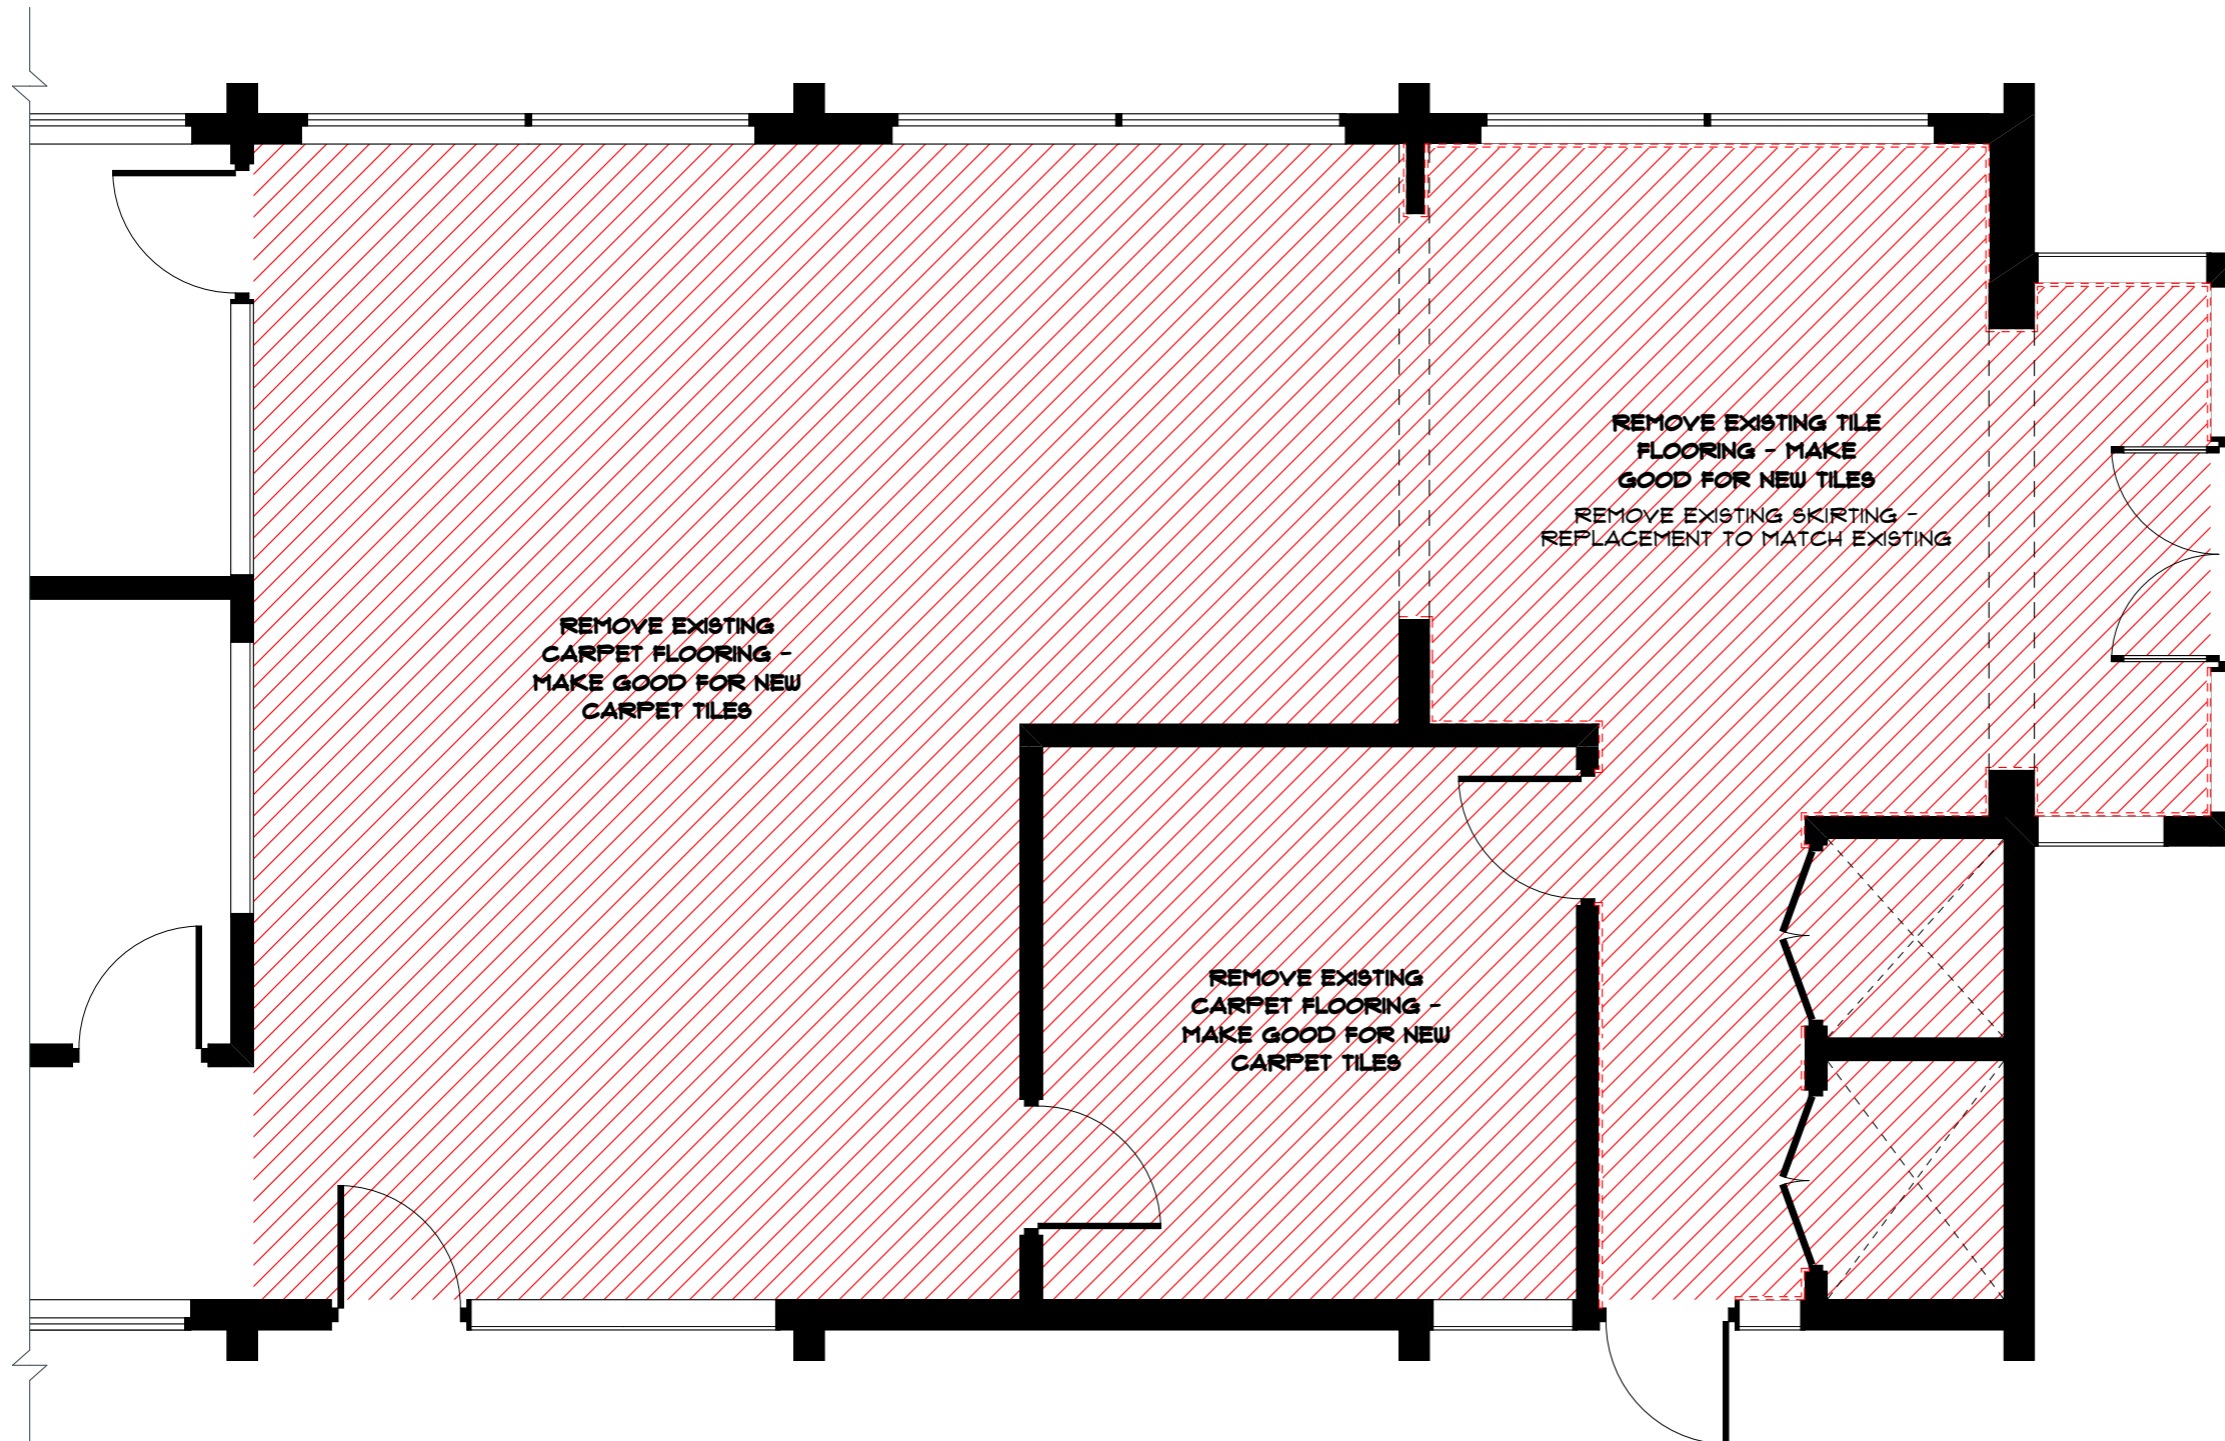 REMOVE EXISTING TILE
FLOORING - MAKE
GOOD FOR NEW TILES
REMOVE EXISTING SKIRTING -
REPLACEMENT TO MATCH EXISTING
REMOVE EXISTING
CARPET FLOORING -
MAKE GOOD FOR NEW
CARPET TILES
REMOVE EXISTING
CARPET FLOORING -
MAKE GOOD FOR NEW
CARPET TILES